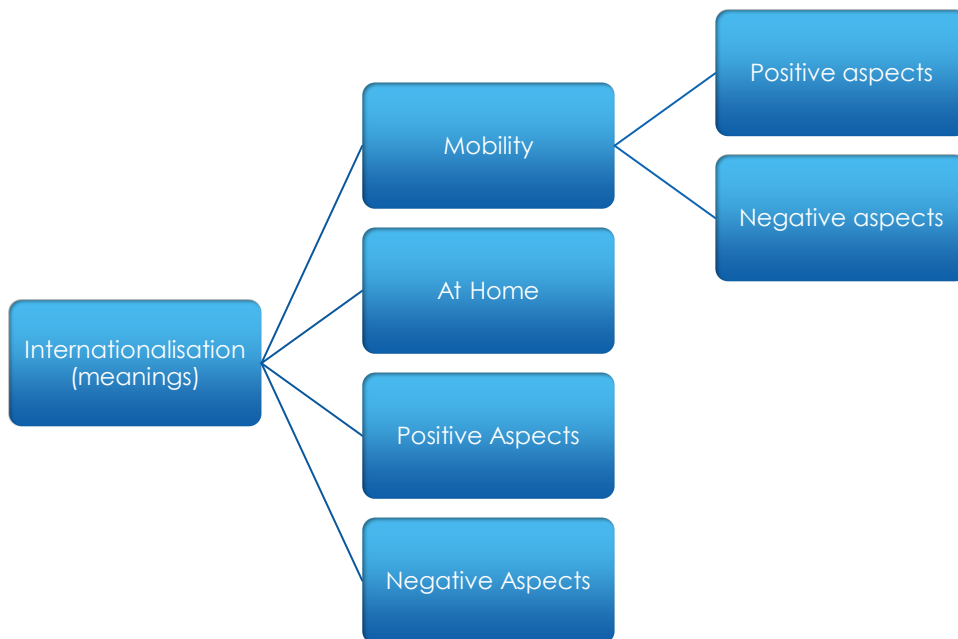 Internationalisation
(meanings)
Mobility
Positive aspects
Negative aspects
At Home
Positive Aspects
Negative Aspects